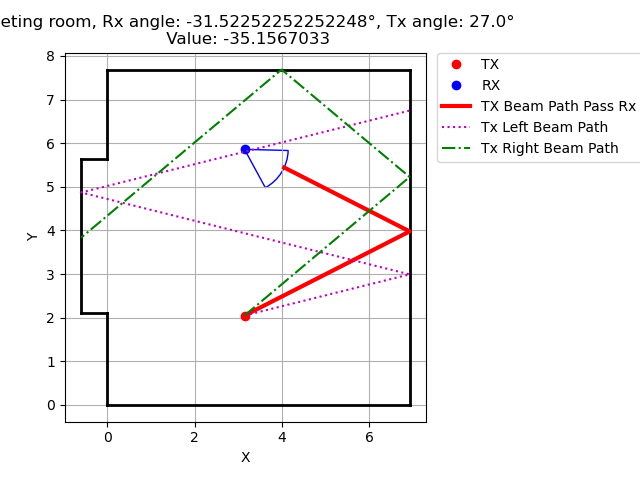 eting room, Rx angle: -31.52252252252248°, Tx angle: 27.0°
Value: -35.1567033
TX
RX
TX Beam Path Pass Rx
Tx Left Beam Path
Tx Right Beam Path
8
7
6
5
4
3
2
1
0
Y
0 2 4 6
X